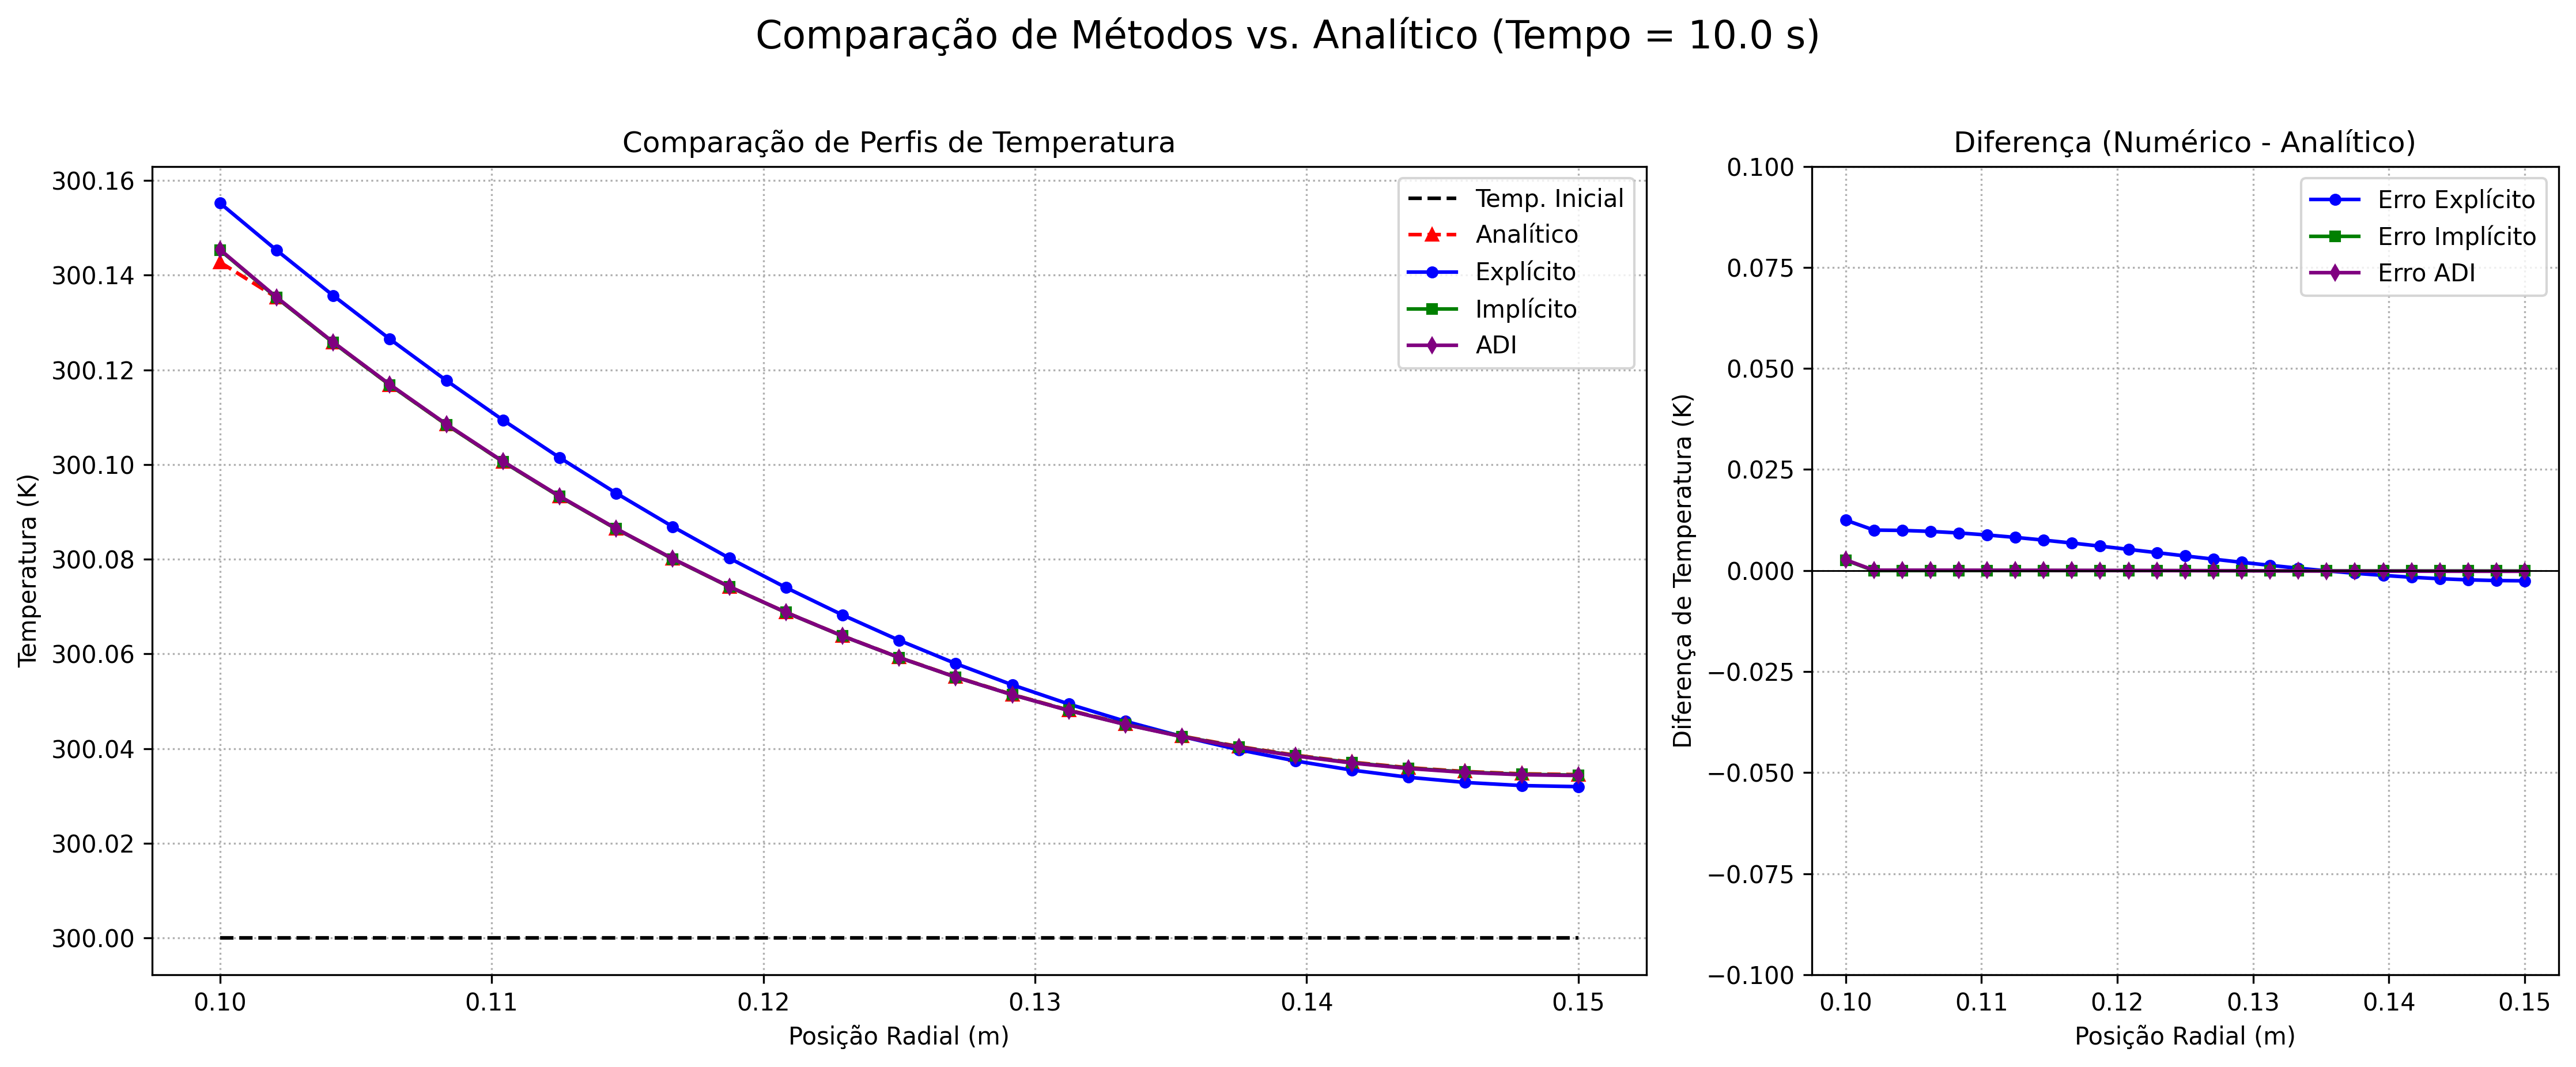 Comparação de Métodos vs. Analítico (Tempo = 10.0 s)
Comparação de Perfis de Temperatura
Temperatura (K)
300.16
300.14
300.12
300.10
300.08
300.06
300.04
300.02
300.00
0.10
0.11
0.12
0.13
0.14
0.15
Posição Radial (m)
Temp. Inicial
Analítico
Explícito
Implícito
ADI
Diferença (Numérico - Analítico)
Diferença de Temperatura (K)
0.100
0.075
0.050
0.025
0.000
−0.025
−0.050
−0.075
−0.100
0.10
0.11
0.12
0.13
0.14
0.15
Posição Radial (m)
Erro Explícito
Erro Implícito
Erro ADI